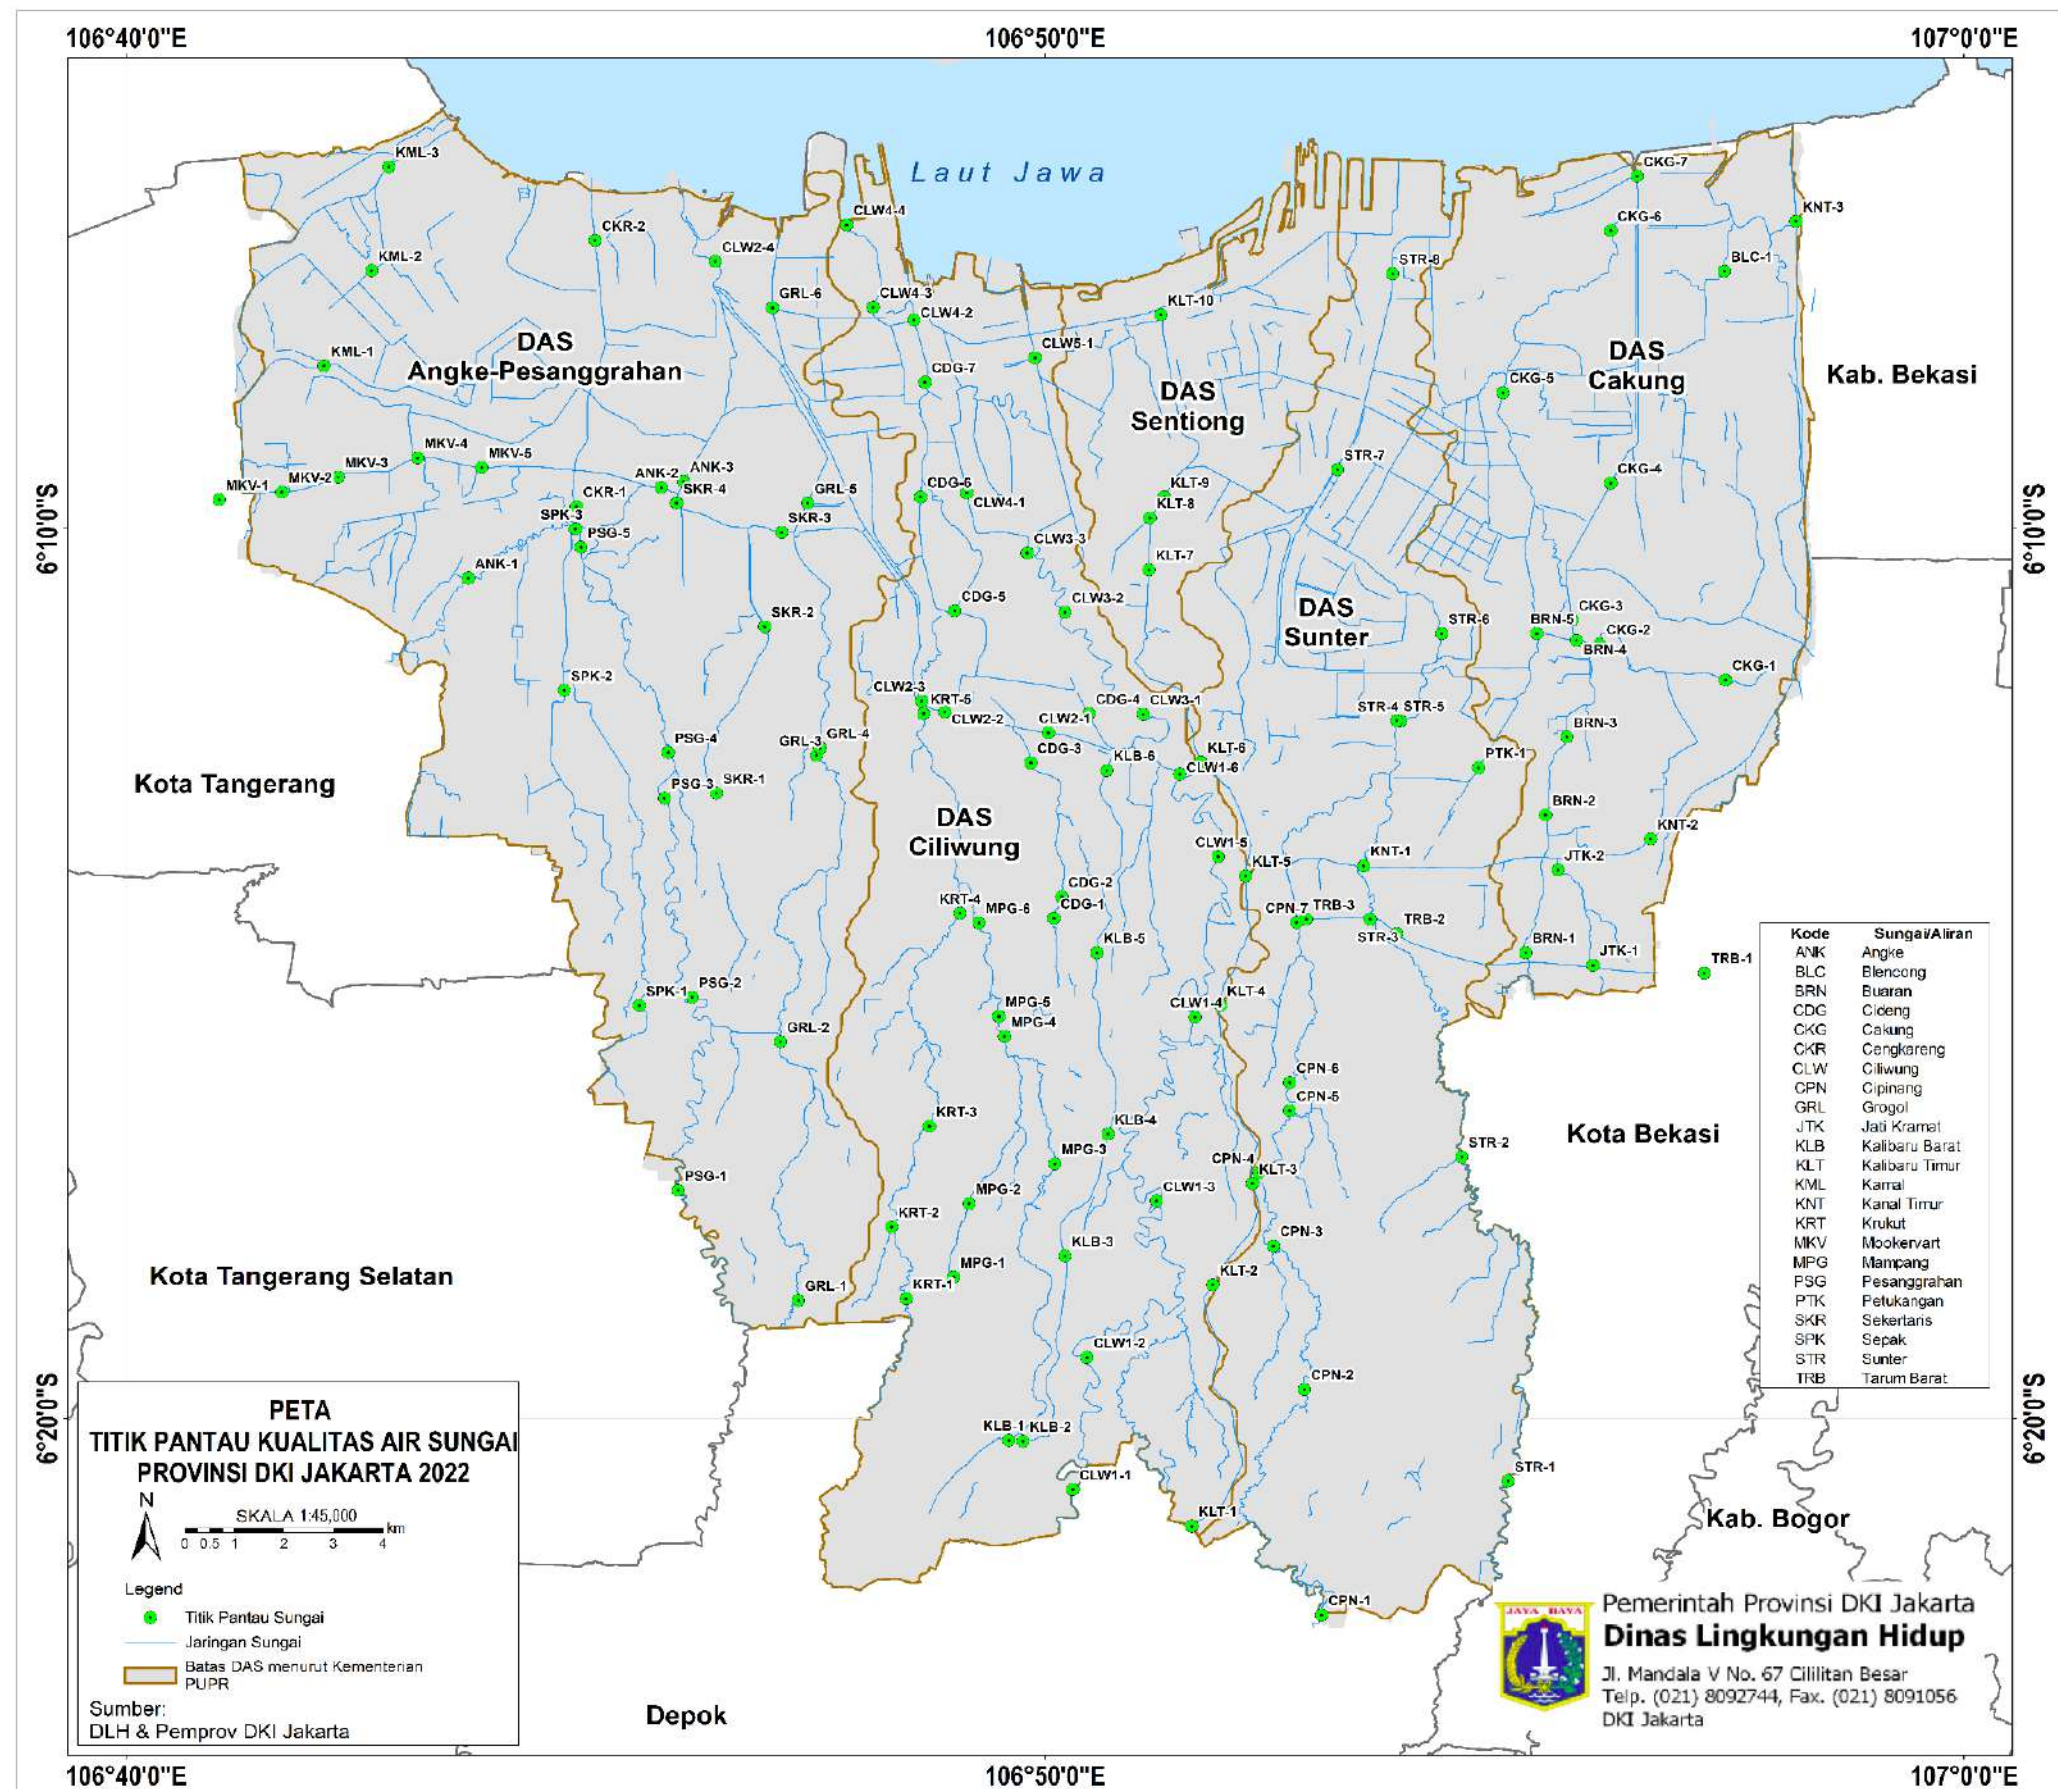 106°40'0"E
106°50'0"E
107°0'0"E
Laut Jawa
KML-3
CKG-7
KNT-3
CLW4-4
CKG-6
CKR-2
CLW2-4
KML-2
STR-8
BLC-1
GRL-6
CLW4-3
CLW4-2
KLT-10
KML-1
DAS
Angke-Pesanggrahan
CLW5-1
CDG-7
DAS
Sentiong
DAS
Cakung
Kab. Bekasi
CKG-5
MKV-4
MKV-5
MKV-3
MKV-2
MKV-1
ANK-2
ANK-3
SKR-4
STR-7
CKG-4
CDG-6
CLW4-1
KLT-9
KLT-8
GRL-5
SKR-3
CKR-1
SPK-3
PSG-5
6°10'0"S
6°10'0"S
ANK-1
CLW3-3
KLT-7
CDG-5
CLW3-2
SKR-2
DAS
Sunter
STR-6
BRN-5
CKG-3
CKG-2
BRN-4
CKG-1
SPK-2
CLW2-3
KRT-5
CLW2-2
CLW2-1
CDG-4
CLW3-1
STR-4
STR-5
BRN-3
PSG-4
GRL-3
GRL-4
CDG-3
KLB-6
KLT-6
CLW1-6
PTK-1
Kota Tangerang
PSG-3
SKR-1
DAS
Ciliwung
BRN-2
KNT-2
CLW1-5
KLT-5
KNT-1
JTK-2
CDG-2
CDG-1
KRT-4
MPG-6
CPN-7
TRB-3
TRB-2
STR-3
KLB-5
BRN-1
JTK-1
TRB-1
SPK-1
PSG-2
GRL-2
MPG-5
MPG-4
CLW1-4
KLT-4
CPN-6
CPN-5
KRT-3
KLB-4
Kota Bekasi
STR-2
MPG-3
CPN-4
KLT-3
PSG-1
MPG-2
CLW1-3
KRT-2
CPN-3
KLB-3
Kota Tangerang Selatan
MPG-1
KRT-1
GRL-1
KLT-2
CLW1-2
CPN-2
KLB-1
KLB-2
CLW1-1
STR-1
KLT-1
CPN-1
Kab. Bogor
Depok
6°20'0"S
6°20'0"S
Kode Sungai/Aliran
ANK Angke
BLC Blencong
BRN Buaran
CDG Cideng
CKG Cakung
CKR Cengkareng
CLW Ciliwung
CPN Cipinang
GRL Grogol
JTK Jati Kramat
KLB Kalibaru Barat
KLT Kalibaru Timur
KML Kamal
KNT Kanal Timur
KRT Krukut
MKV Mookervart
MPG Mampang
PSG Pesanggrahan
PTK Petukangan
SKR Sekertaris
SPK Sepak
STR Sunter
TRB Tarum Barat
PETA
TITIK PANTAU KUALITAS AIR SUNGAI
PROVINSI DKI JAKARTA 2022
N
SKALA 1:45,000
km
0 0.5 1 2 3 4
Legend
Titik Pantau Sungai
Jaringan Sungai
Batas DAS menurut Kementerian
PUPR
Sumber:
DLH & Pemprov DKI Jakarta
JAYA RAYA
Pemerintah Provinsi DKI Jakarta
Dinas Lingkungan Hidup
Jl. Mandala V No. 67 Cililitan Besar
Telp. (021) 8092744, Fax. (021) 8091056
DKI Jakarta
106°40'0"E
106°50'0"E
107°0'0"E